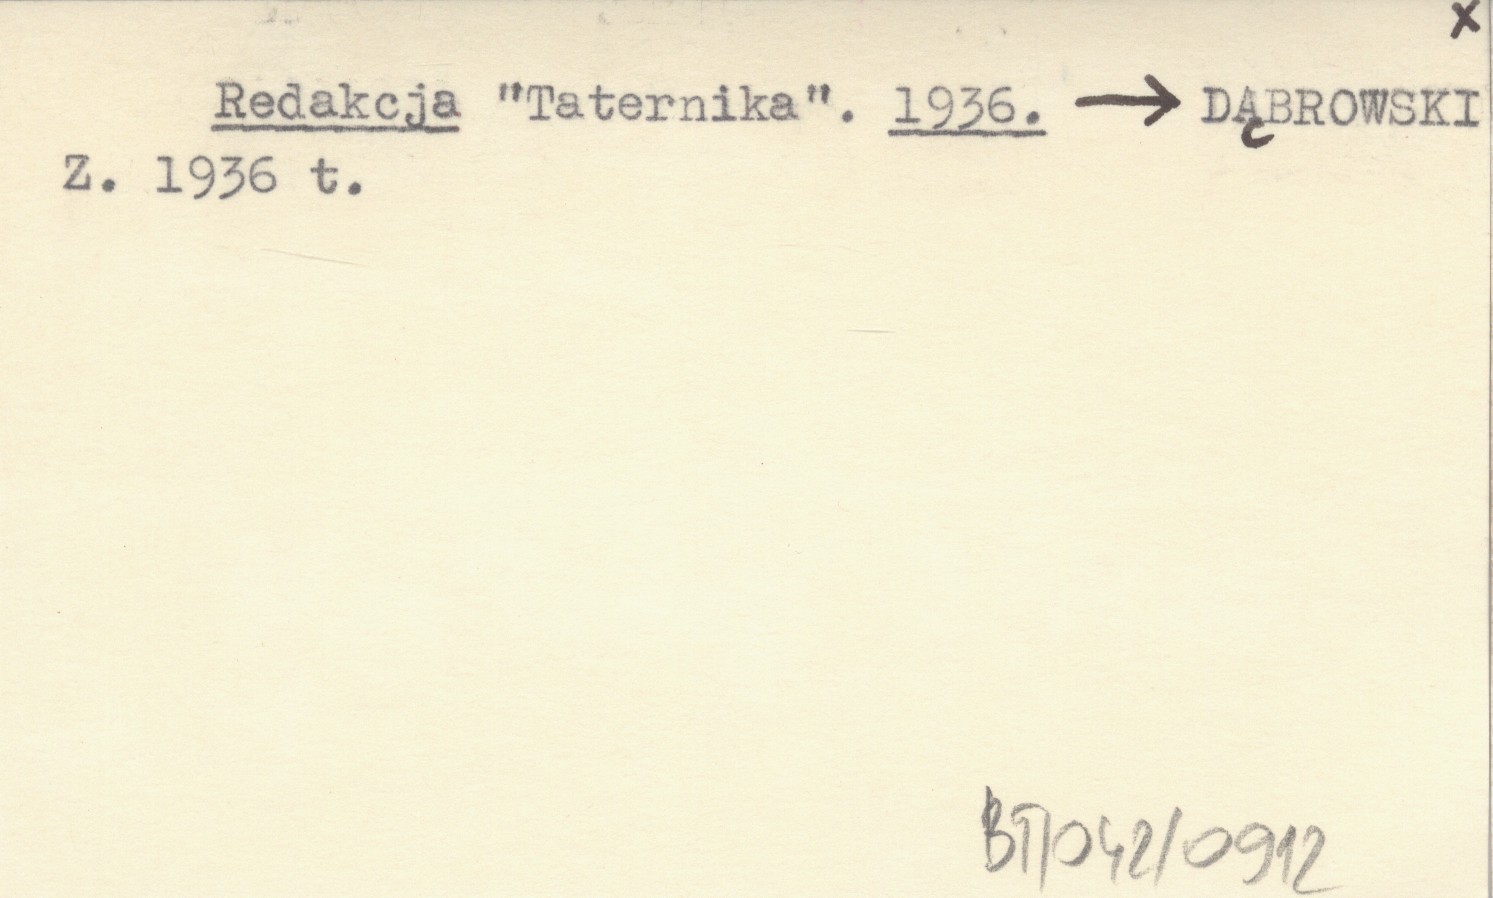 x
Redakcja "Taternika". 1936. → DĄBROWSKI
Z. 1936 t.
BT/042/0912